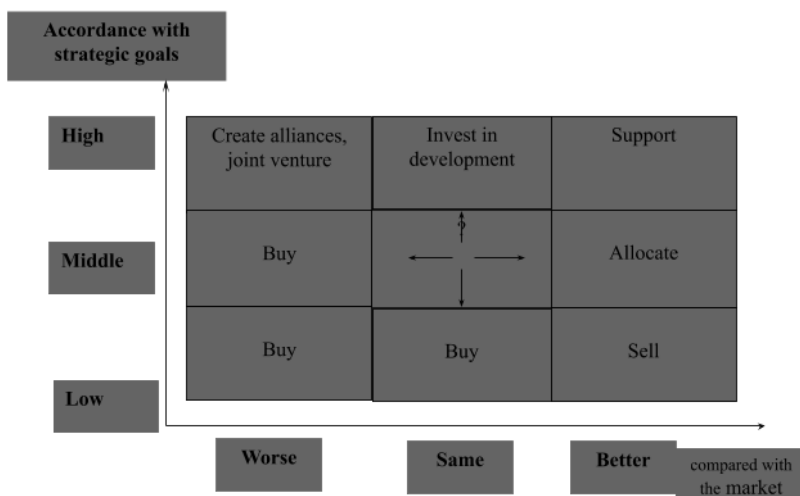 Accordance with
strategic goals
High
Create alliances,
joint venture
Invest in
development
Support
Middle
Buy
?
Allocate
Low
Buy
Buy
Sell
Worse
Same
Better
compared with
the market